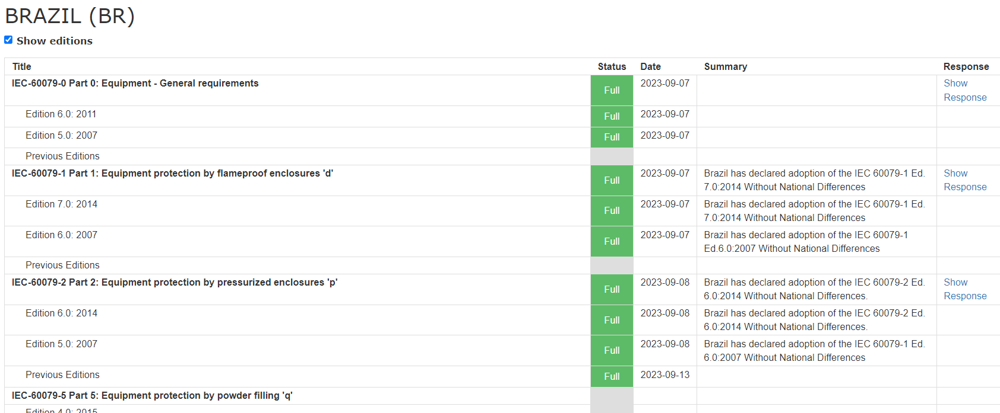 BRAZIL (BR)
Show editions
Title Status Date Summary Response
IEC-60079-0 Part 0: Equipment - General requirements Full 2023-09-07 Show
Response
Edition 6.0: 2011 Full 2023-09-07
Edition 5.0: 2007 Full 2023-09-07
Previous Editions
IEC-60079-1 Part 1: Equipment protection by flameproof enclosures 'd' Full 2023-09-07 Brazil has declared adoption of the IEC 60079-1 Ed. Show
7.0:2014 Without National Differences Response
Edition 7.0: 2014 Full 2023-09-07 Brazil has declared adoption of the IEC 60079-1 Ed.
7.0:2014 Without National Differences
Edition 6.0: 2007 Full 2023-09-07 Brazil has declared adoption of the IEC 60079-1
Ed.6.0:2007 Without National Differences
Previous Editions
IEC-60079-2 Part 2: Equipment protection by pressurized enclosures 'p' Full 2023-09-08 Brazil has declared adoption of the IEC 60079-2 Ed. Show
6.0:2014 Without National Differences. Response
Edition 6.0: 2014 Full 2023-09-08 Brazil has declared adoption of the IEC 60079-2 Ed.
6.0:2014 Without National Differences.
Edition 5.0: 2007 Full 2023-09-08 Brazil has declared adoption of the IEC 60079-1 Ed.
6.0:2007 Without National Differences
Previous Editions Full 2023-09-13
IEC-60079-5 Part 5: Equipment protection by powder filling 'q'
Edition 4.0: 2015